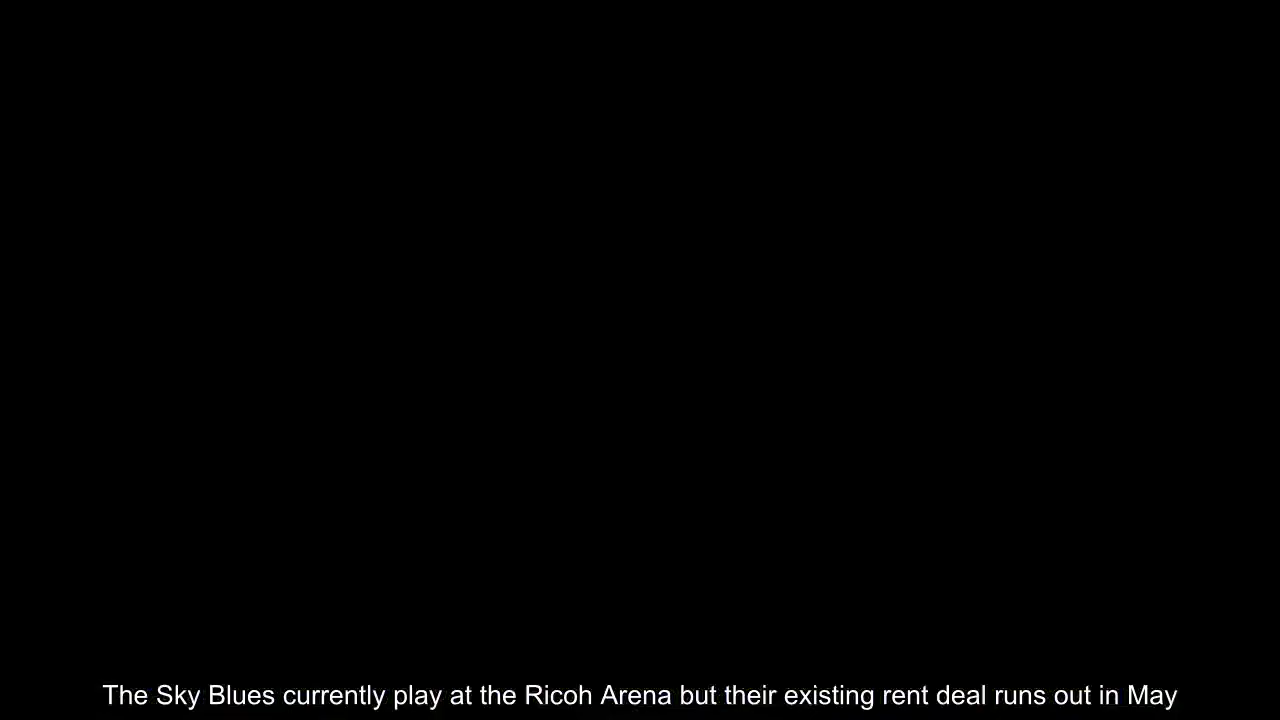 The Sky Blues currently play at the Ricoh Arena but their existing rent deal runs out in May